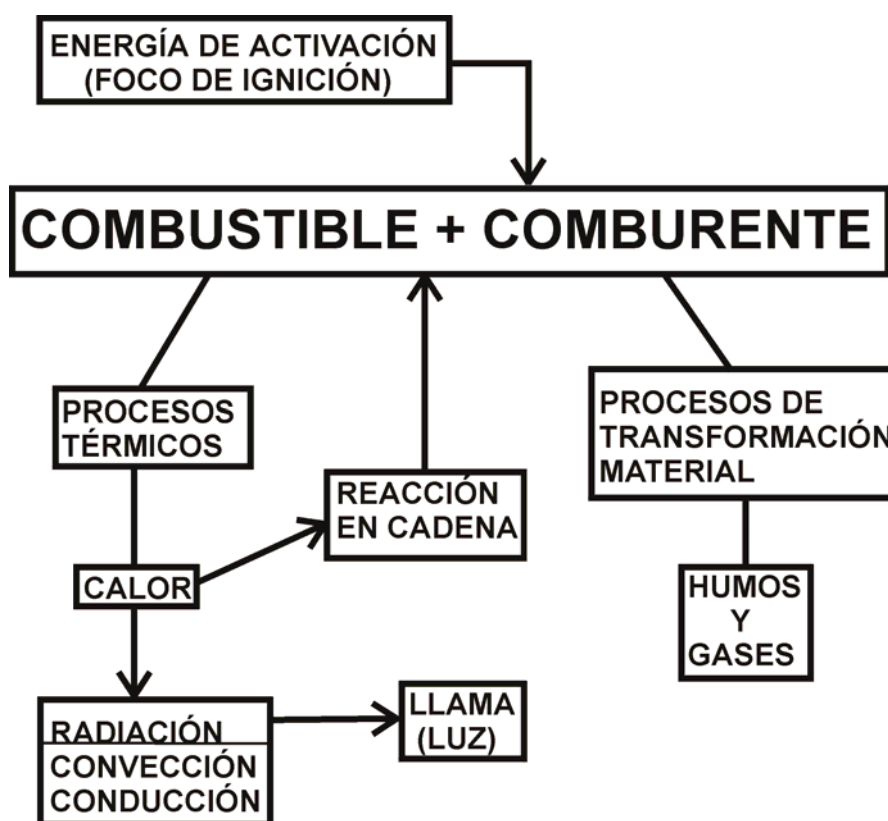 ENERGÍA DE ACTIVACIÓN
(FOCO DE IGNICIÓN)
COMBUSTIBLE + COMBURENTE
PROCESOS
TÉRMICOS
REACCIÓN
EN CADENA
PROCESOS DE
TRANSFORMACIÓN
MATERIAL
CALOR
HUMOS
Y
GASES
RADIACIÓN
CONVECCIÓN
CONDUCCIÓN
LLAMA
(LUZ)